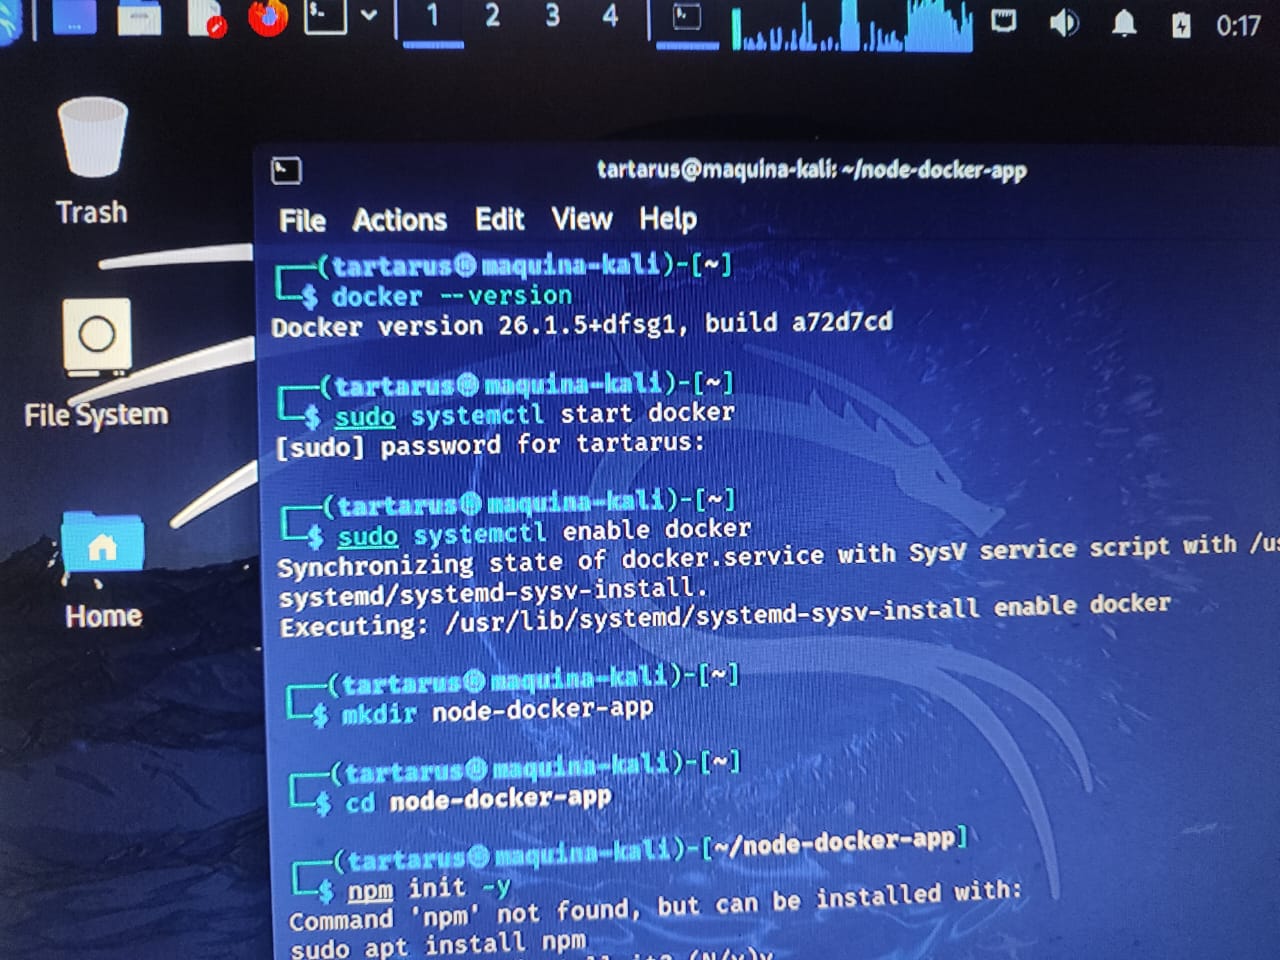 1 2 3 4 0:17
Trash
File System
Home
tartarus@maquina-kali: ~/node-docker-app
File Actions Edit View Help
(tartarus㉿maquina-kali)-[~]
$ docker --version
Docker version 26.1.5+dfsg1, build a72d7cd
(tartarus㉿maquina-kali)-[~]
$ sudo systemctl start docker
[sudo] password for tartarus:
(tartarus㉿maquina-kali)-[~]
$ sudo systemctl enable docker
Synchronizing state of docker.service with SysV service script with /us
systemd/systemd-sysv-install.
Executing: /usr/lib/systemd/systemd-sysv-install enable docker
(tartarus㉿maquina-kali)-[~]
$ mkdir node-docker-app
(tartarus㉿maquina-kali)-[~]
$ cd node-docker-app
(tartarus㉿maquina-kali)-[~/node-docker-app]
$ npm init -y
Command 'npm' not found, but can be installed with:
sudo apt install npm
it? (N/y)y